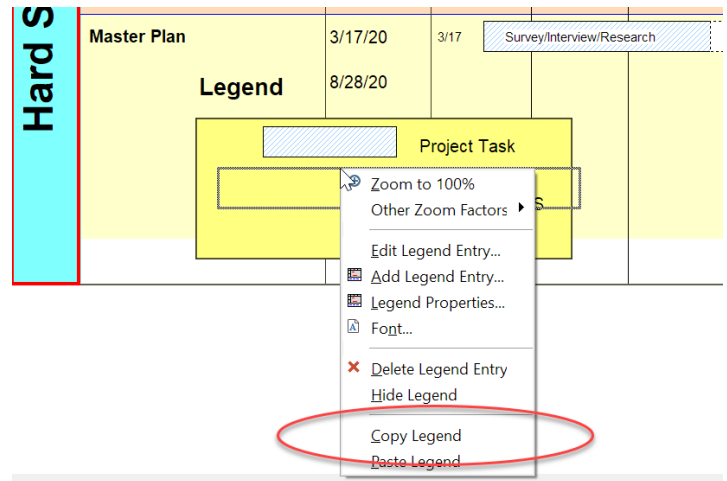 Hard S
Master Plan
3/17/20
3/17
Survey/Interview/Research
8/28/20
Legend
Project Task
s
Zoom to 100%
Other Zoom Factors
Edit Legend Entry...
Add Legend Entry...
Legend Properties...
Font...
Delete Legend Entry
Hide Legend
Copy Legend
Paste Legend